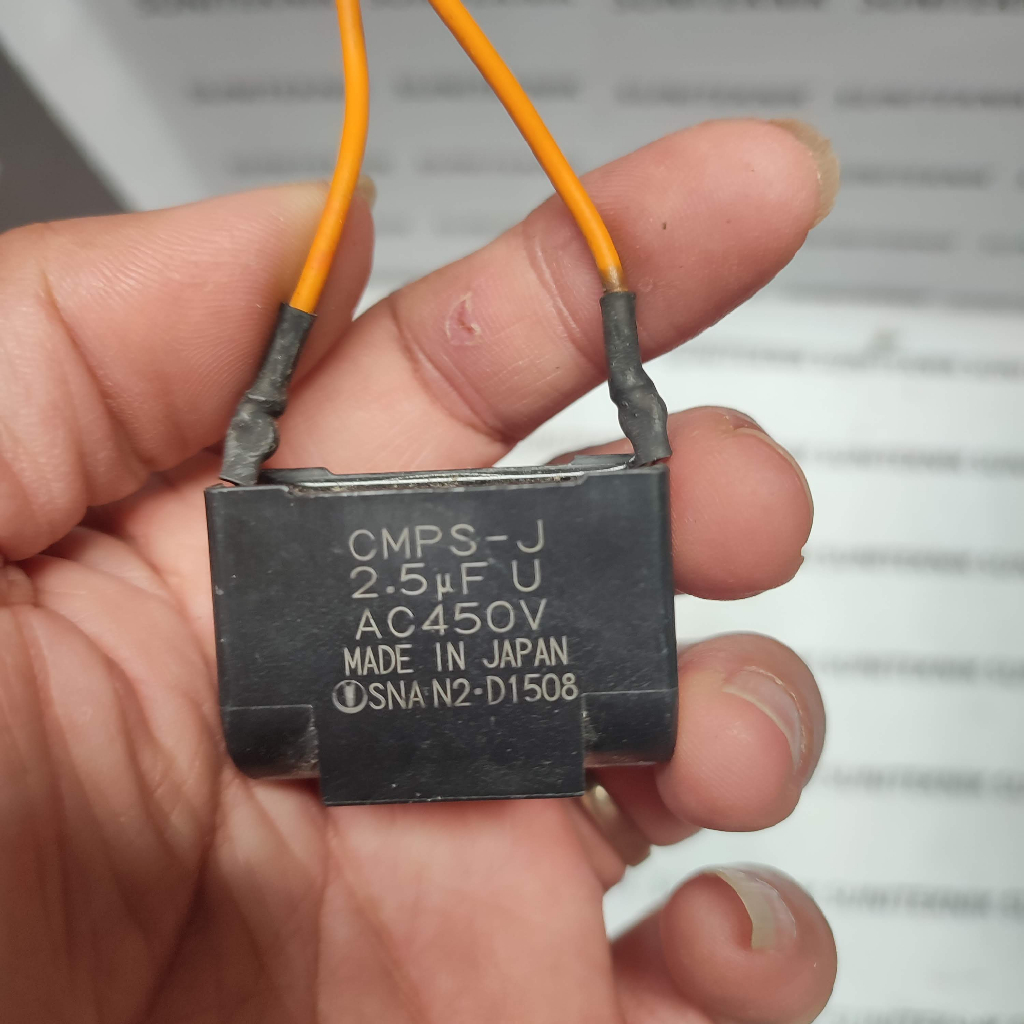 CMPS-J
2.5μF U
AC450V
MADE IN JAPAN
SNA N2-D1508